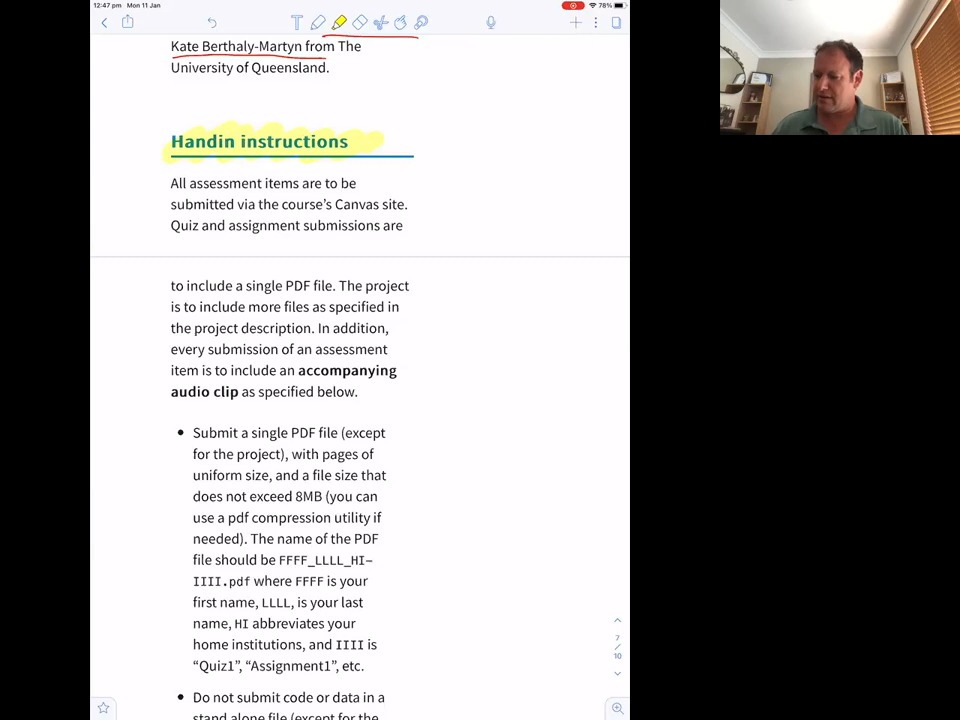 12:47 pm Mon 11 Jan
78%
Kate Berthaly-Martyn from The
University of Queensland.
Handin instructions
All assessment items are to be
submitted via the course's Canvas site.
Quiz and assignment submissions are
to include a single PDF file. The project
is to include more files as specified in
the project description. In addition,
every submission of an assessment
item is to include an accompanying
audio clip as specified below.
• Submit a single PDF file (except
for the project), with pages of
uniform size, and a file size that
does not exceed 8MB (you can
use a pdf compression utility if
needed). The name of the PDF
file should be FFFF_LLLL_HI-
IIII.pdf where FFFF is your
first name, LLLL, is your last
name, HI abbreviates your
home institutions, and IIII is
"Quiz1", "Assignment1", etc.
• Do not submit code or data in a
stand alone file (except for the
7
/
10